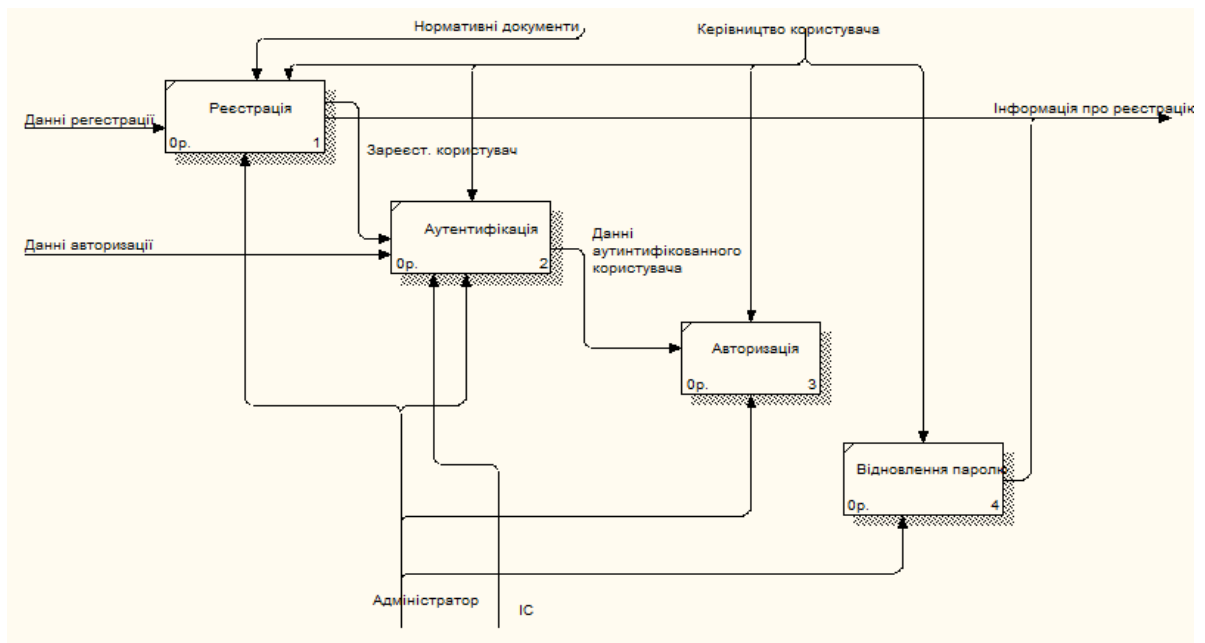 Нормативні документи
Керівництво користувача
Реєстрація
Інформація про реєстрацію
Данні регестрації
0р. 1
Зареєст. користувач
Аутентифікація
Данні
аутинтифікованного
користувача
Данні авторизації
0р. 2
Авторизація
0р. 3
Відновлення паролю
0р. 4
Адміністратор
ІС